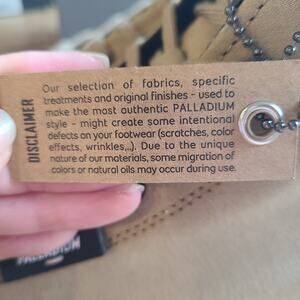 DISCLAIMER
Our selection of fabrics, specific
treatments and original finishes - used to
make the most authentic PALLADIUM
style - might create some intentional
defects on your footwear (scratches, color
effects, wrinkles,..). Due to the unique
nature of our materials, some migration of
colors or natural oils may occur during use.
PALLADIUM